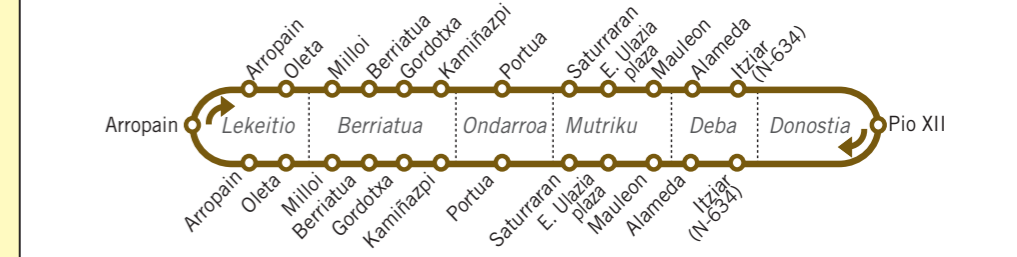 Arropain
Oleta
Milloi
Berriatua
Gordotxa
Kamiñazpi
Portua
Saturraran
E. Ulazia
plaza
Mauleon
Alameda
Itziar
(N-634)
Arropain
Lekeitio
Berriatua
Ondarroa
Mutriku
Deba
Donostia
Pio XII
Arropain
Oleta
Milloi
Berriatua
Gordotxa
Kamiñazpi
Portua
Saturraran
E. Ulazia
plaza
Mauleon
Alameda
Itziar
(N-634)